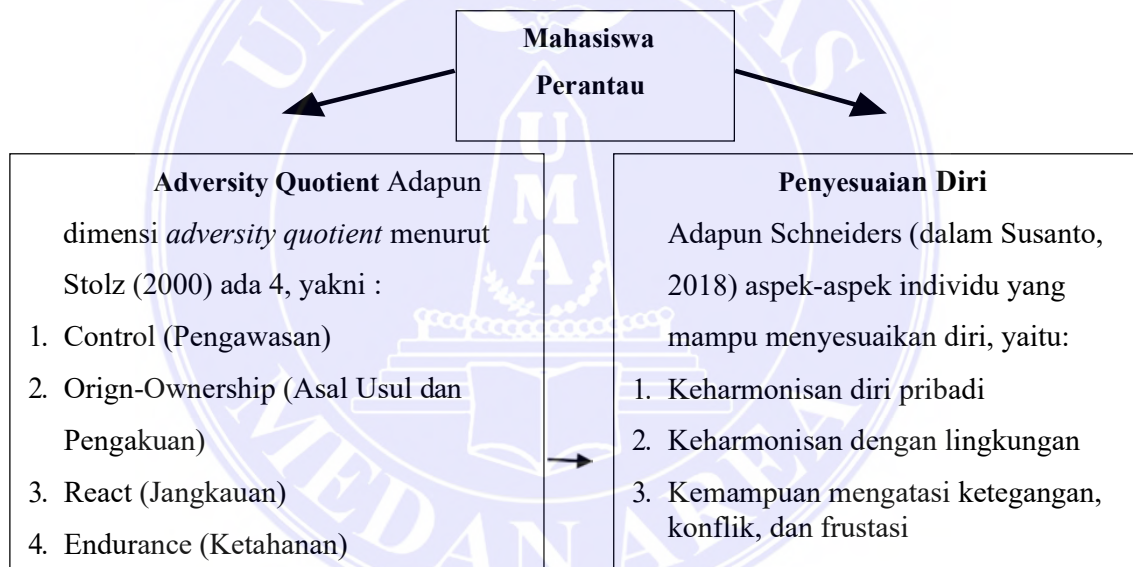 Mahasiswa
Perantau
Adversity Quotient Adapun
dimensi adversity quotient menurut
Stolz (2000) ada 4, yakni :
1. Control (Pengawasan)
2. Orign-Ownership (Asal Usul dan
Pengakuan)
3. React (Jangkauan)
4. Endurance (Ketahanan)
Penyesuaian Diri
Adapun Schneiders (dalam Susanto,
2018) aspek-aspek individu yang
mampu menyesuaikan diri, yaitu:
1. Keharmonisan diri pribadi
2. Keharmonisan dengan lingkungan
3. Kemampuan mengatasi ketegangan,
konflik, dan frustasi
UMA
MEDAN AREA